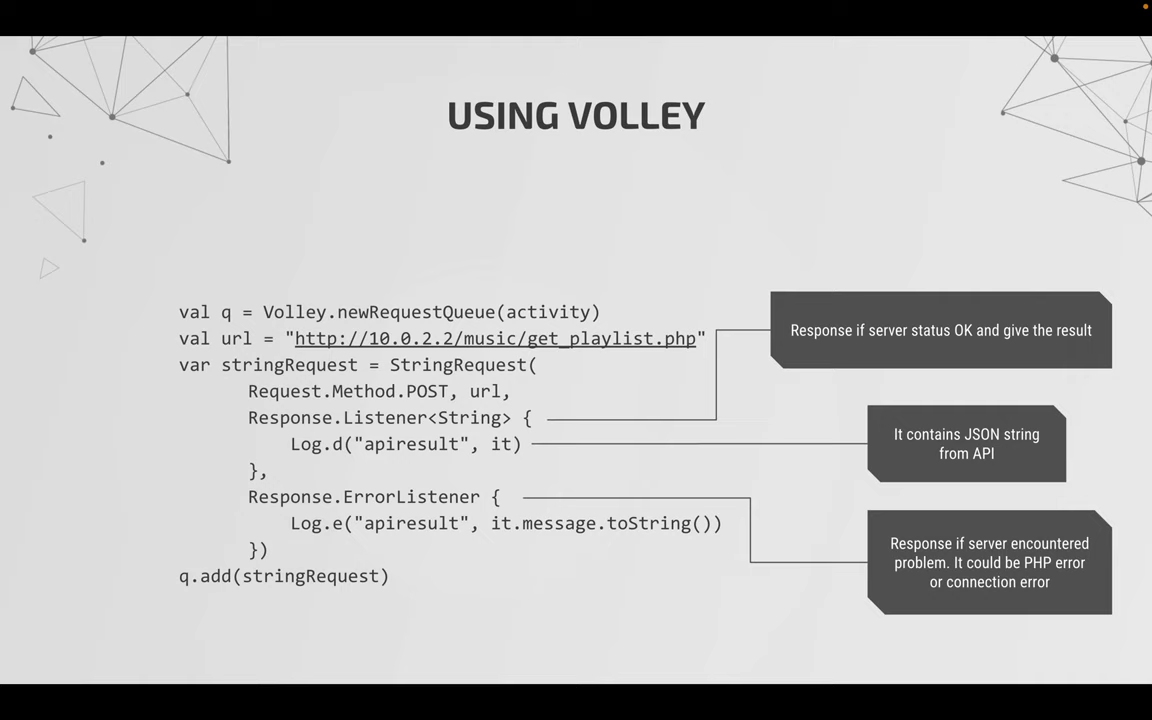 USING VOLLEY
val q = Volley.newRequestQueue(activity)
val url = "http://10.0.2.2/music/get_playlist.php"
var stringRequest = StringRequest(
Request.Method.POST, url,
Response.Listener<String> {
Log.d("apiresult", it)
},
Response.ErrorListener {
Log.e("apiresult", it.message.toString())
})
q.add(stringRequest)
Response if server status OK and give the result
It contains JSON string
from API
Response if server encountered
problem. It could be PHP error
or connection error